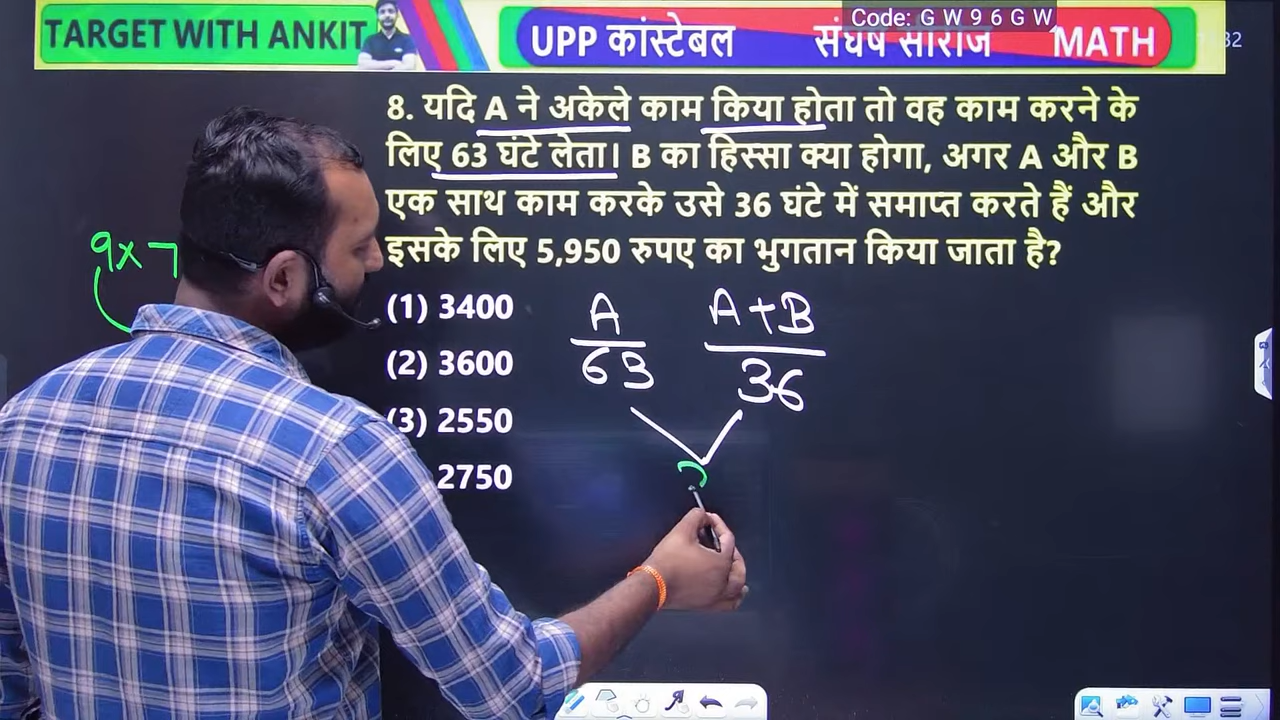 TARGET WITH ANKIT
UPP कांस्टेबल संघर्ष सीरीज MATH
Code: G W 9 6 G W
8. यदि A ने अकेले काम किया होता तो वह काम करने के
लिए 63 घंटे लेता। B का हिस्सा क्या होगा, अगर A और B
एक साथ काम करके उसे 36 घंटे में समाप्त करते हैं और
इसके लिए 5,950 रुपए का भुगतान किया जाता है?
9x7
(1) 3400
(2) 3600
(3) 2550
2750
A
63
A+B
36